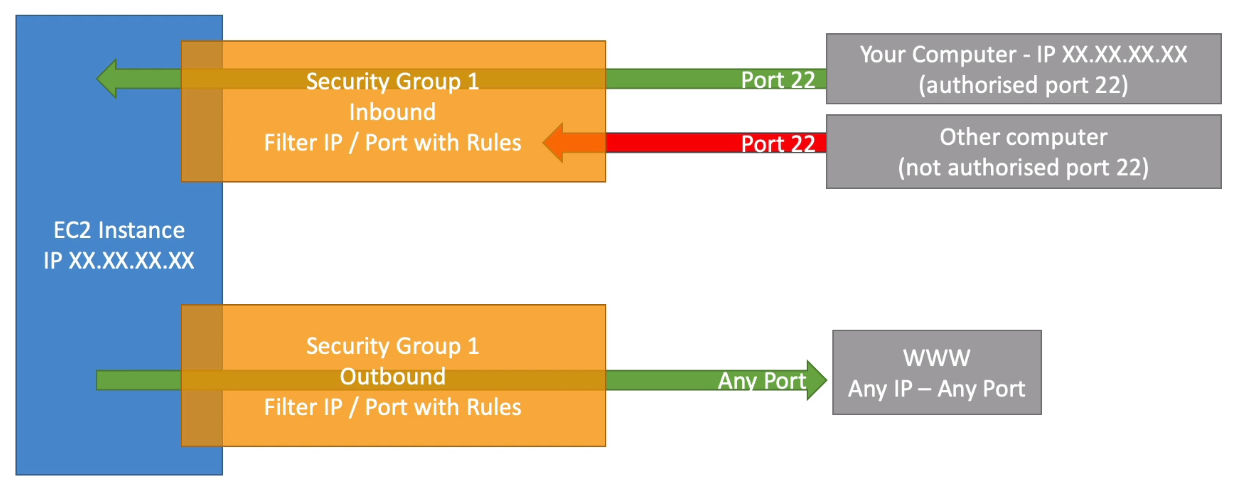 EC2 Instance
IP XX.XX.XX.XX
Security Group 1
Inbound
Filter IP / Port with Rules
Port 22
Your Computer - IP XX.XX.XX.XX
(authorised port 22)
Port 22
Other computer
(not authorised port 22)
Security Group 1
Outbound
Filter IP / Port with Rules
Any Port
WWW
Any IP – Any Port